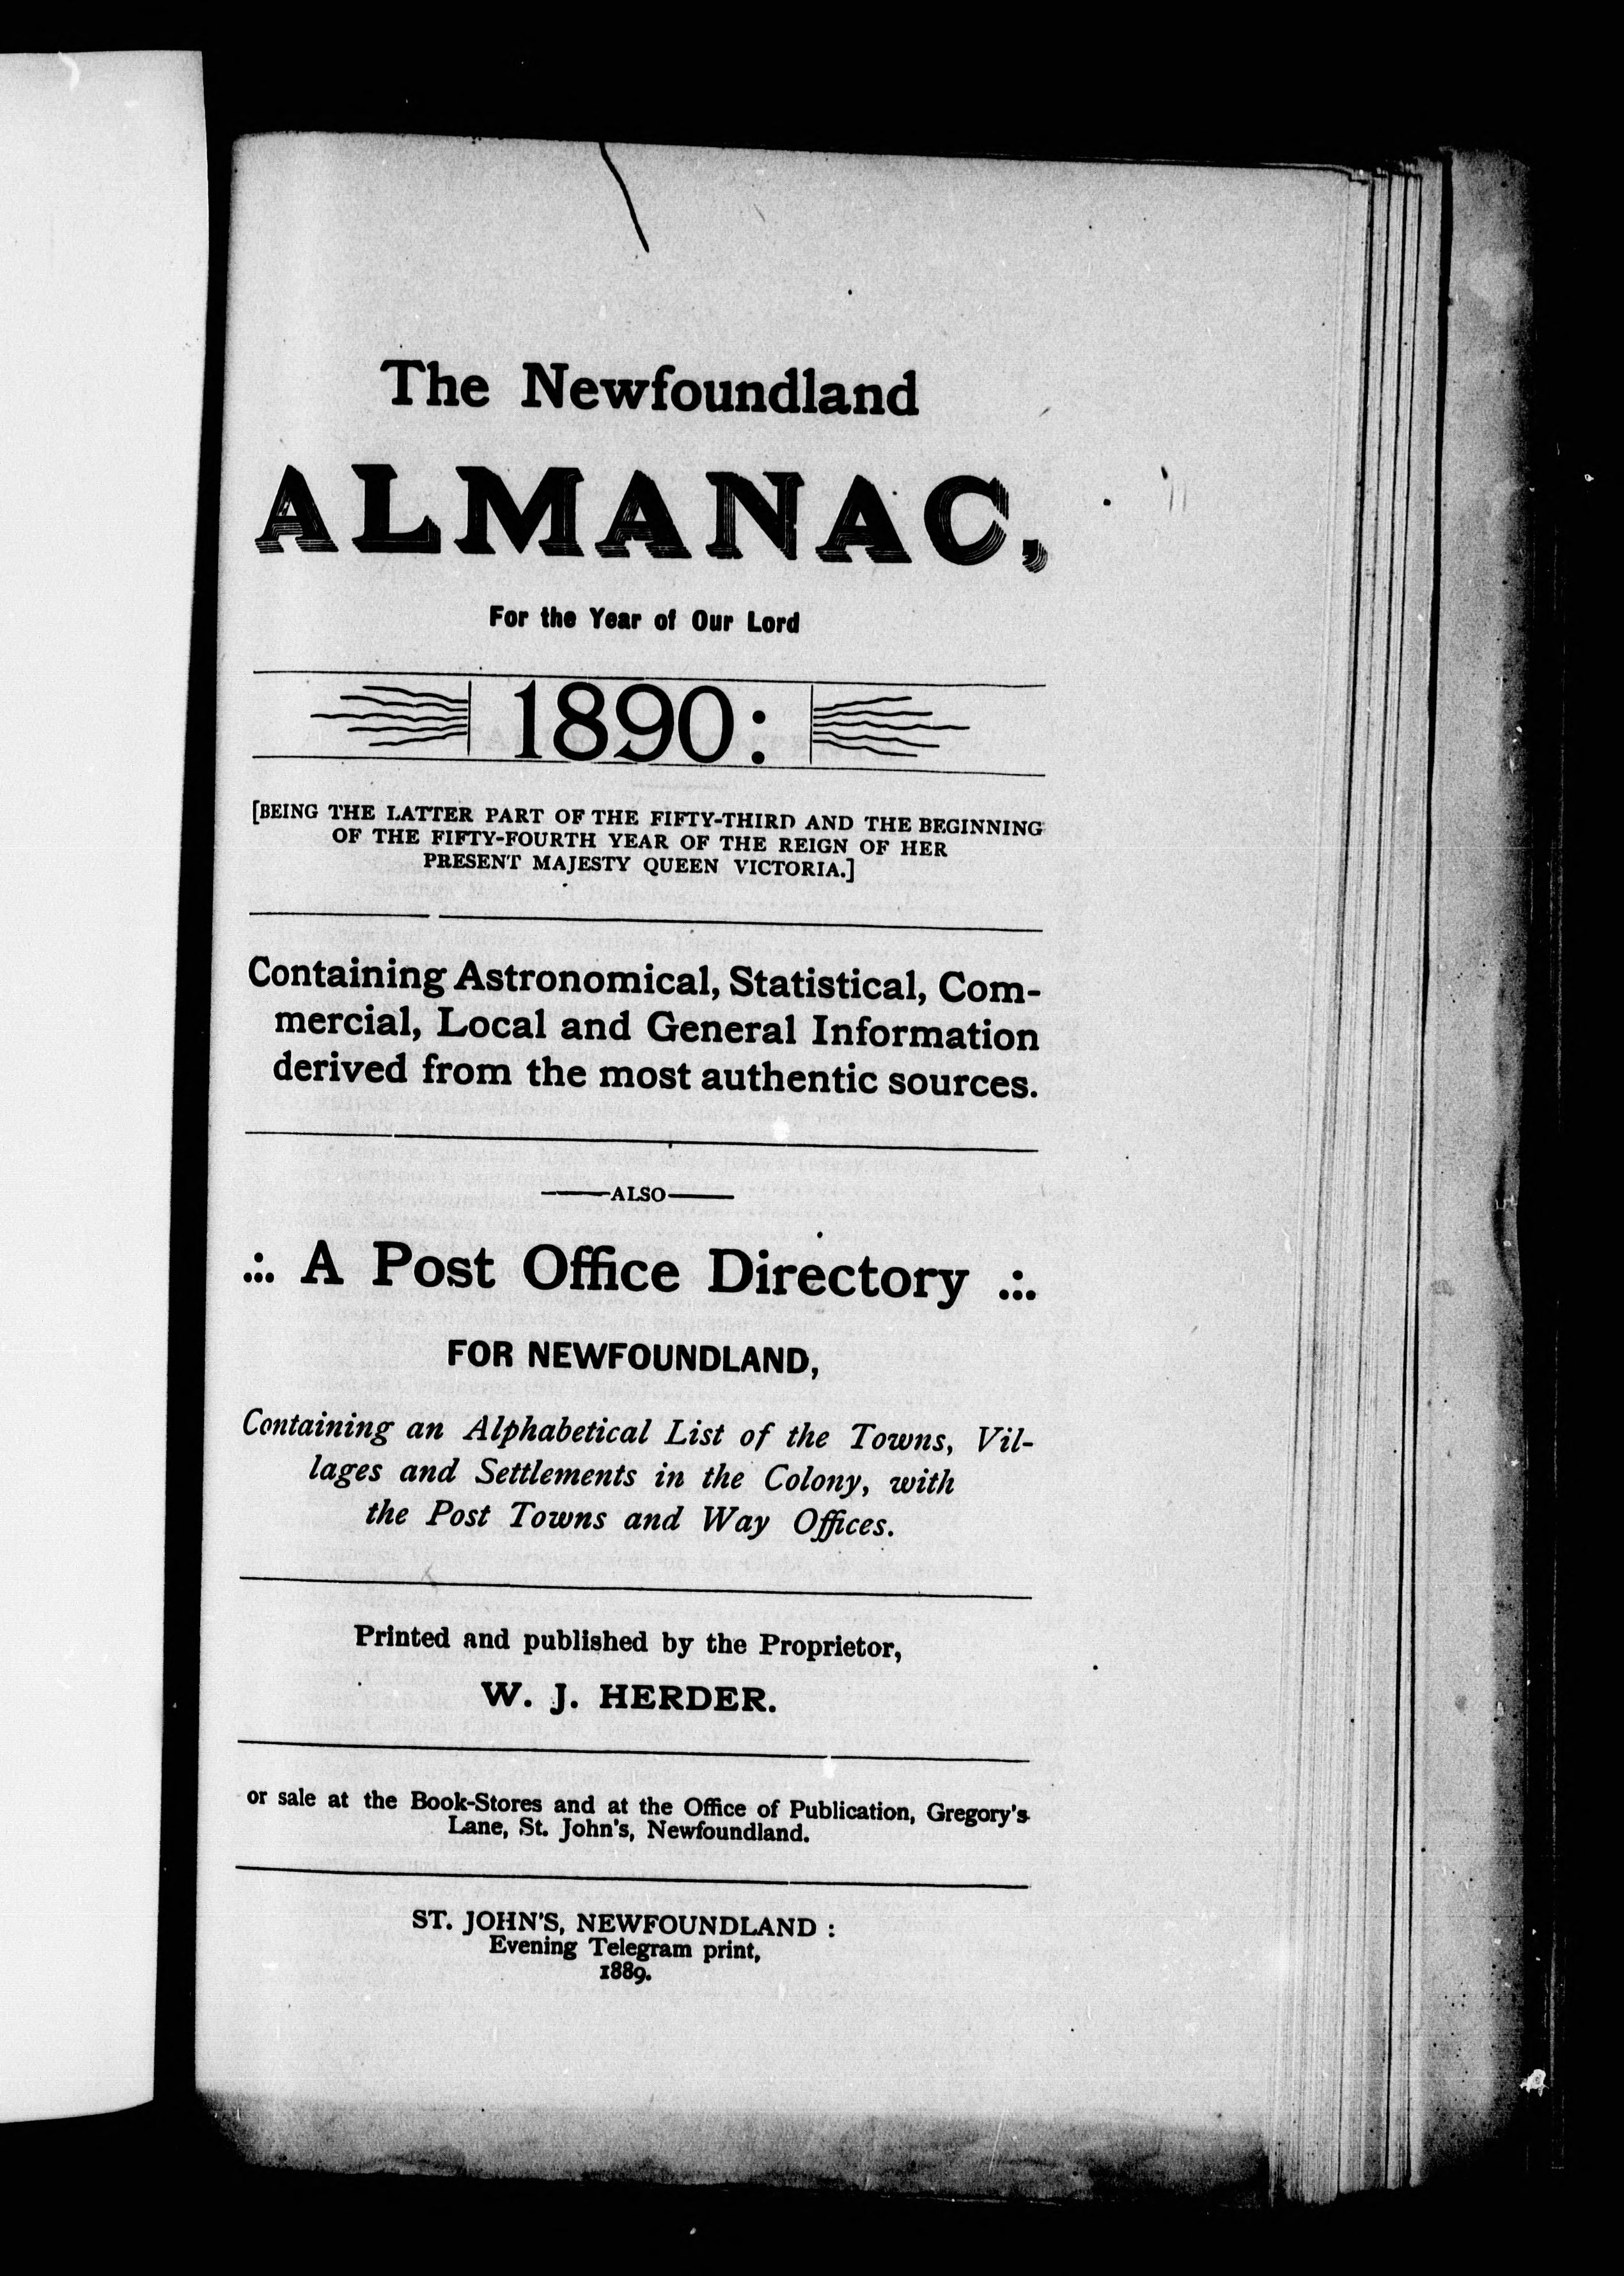 The Newfoundland
ALMANAC,
For the Year of Our Lord
1890:
[BEING THE LATTER PART OF THE FIFTY-THIRD AND THE BEGINNING
OF THE FIFTY-FOURTH YEAR OF THE REIGN OF HER
PRESENT MAJESTY QUEEN VICTORIA.]
Containing Astronomical, Statistical, Com-
mercial, Local and General Information
derived from the most authentic sources.
ALSO
A Post Office Directory
FOR NEWFOUNDLAND,
Containing an Alphabetical List of the Towns, Vil-
lages and Settlements in the Colony, with
the Post Towns and Way Offices.
Printed and published by the Proprietor,
W. J. HERDER.
or sale at the Book-Stores and at the Office of Publication, Gregory's
Lane, St. John's, Newfoundland.
ST. JOHN'S, NEWFOUNDLAND :
Evening Telegram print,
1889.